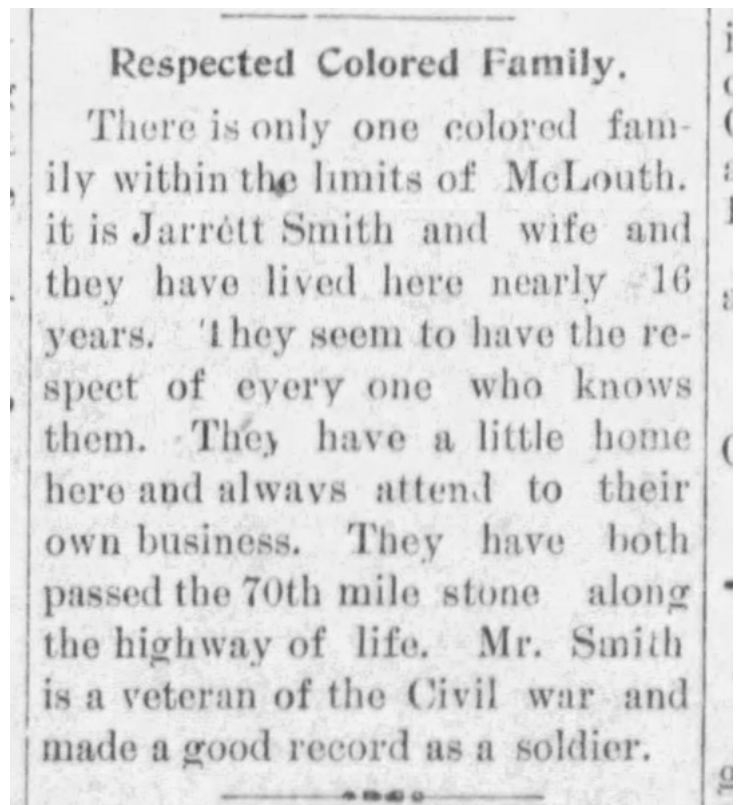 Respected Colored Family.
There is only one colored fam-
ily within the limits of McLouth.
it is Jarrett Smith and wife and
they have lived here nearly 16
years. They seem to have the re-
spect of every one who knows
them. They have a little home
here and always attend to their
own business. They have both
passed the 70th mile stone along
the highway of life. Mr. Smith
is a veteran of the Civil war and
made a good record as a soldier.